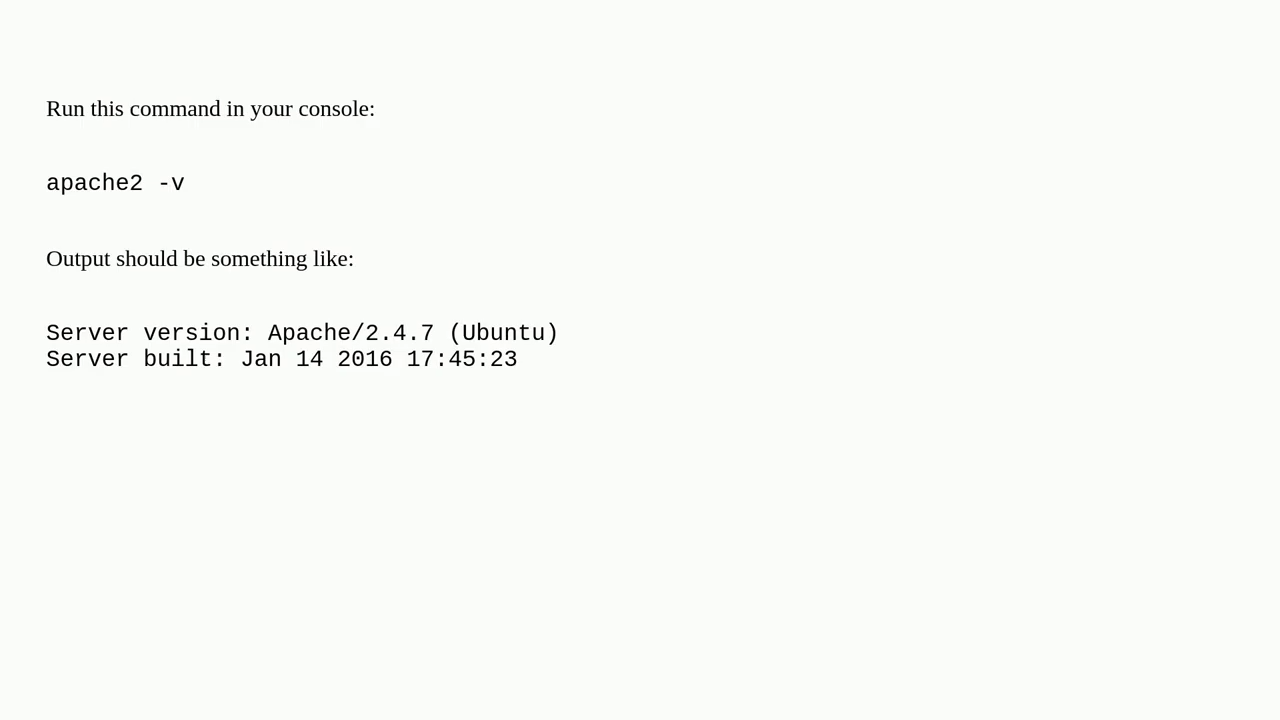 Run this command in your console:
apache2 -v
Output should be something like:
Server version: Apache/2.4.7 (Ubuntu)
Server built: Jan 14 2016 17:45:23